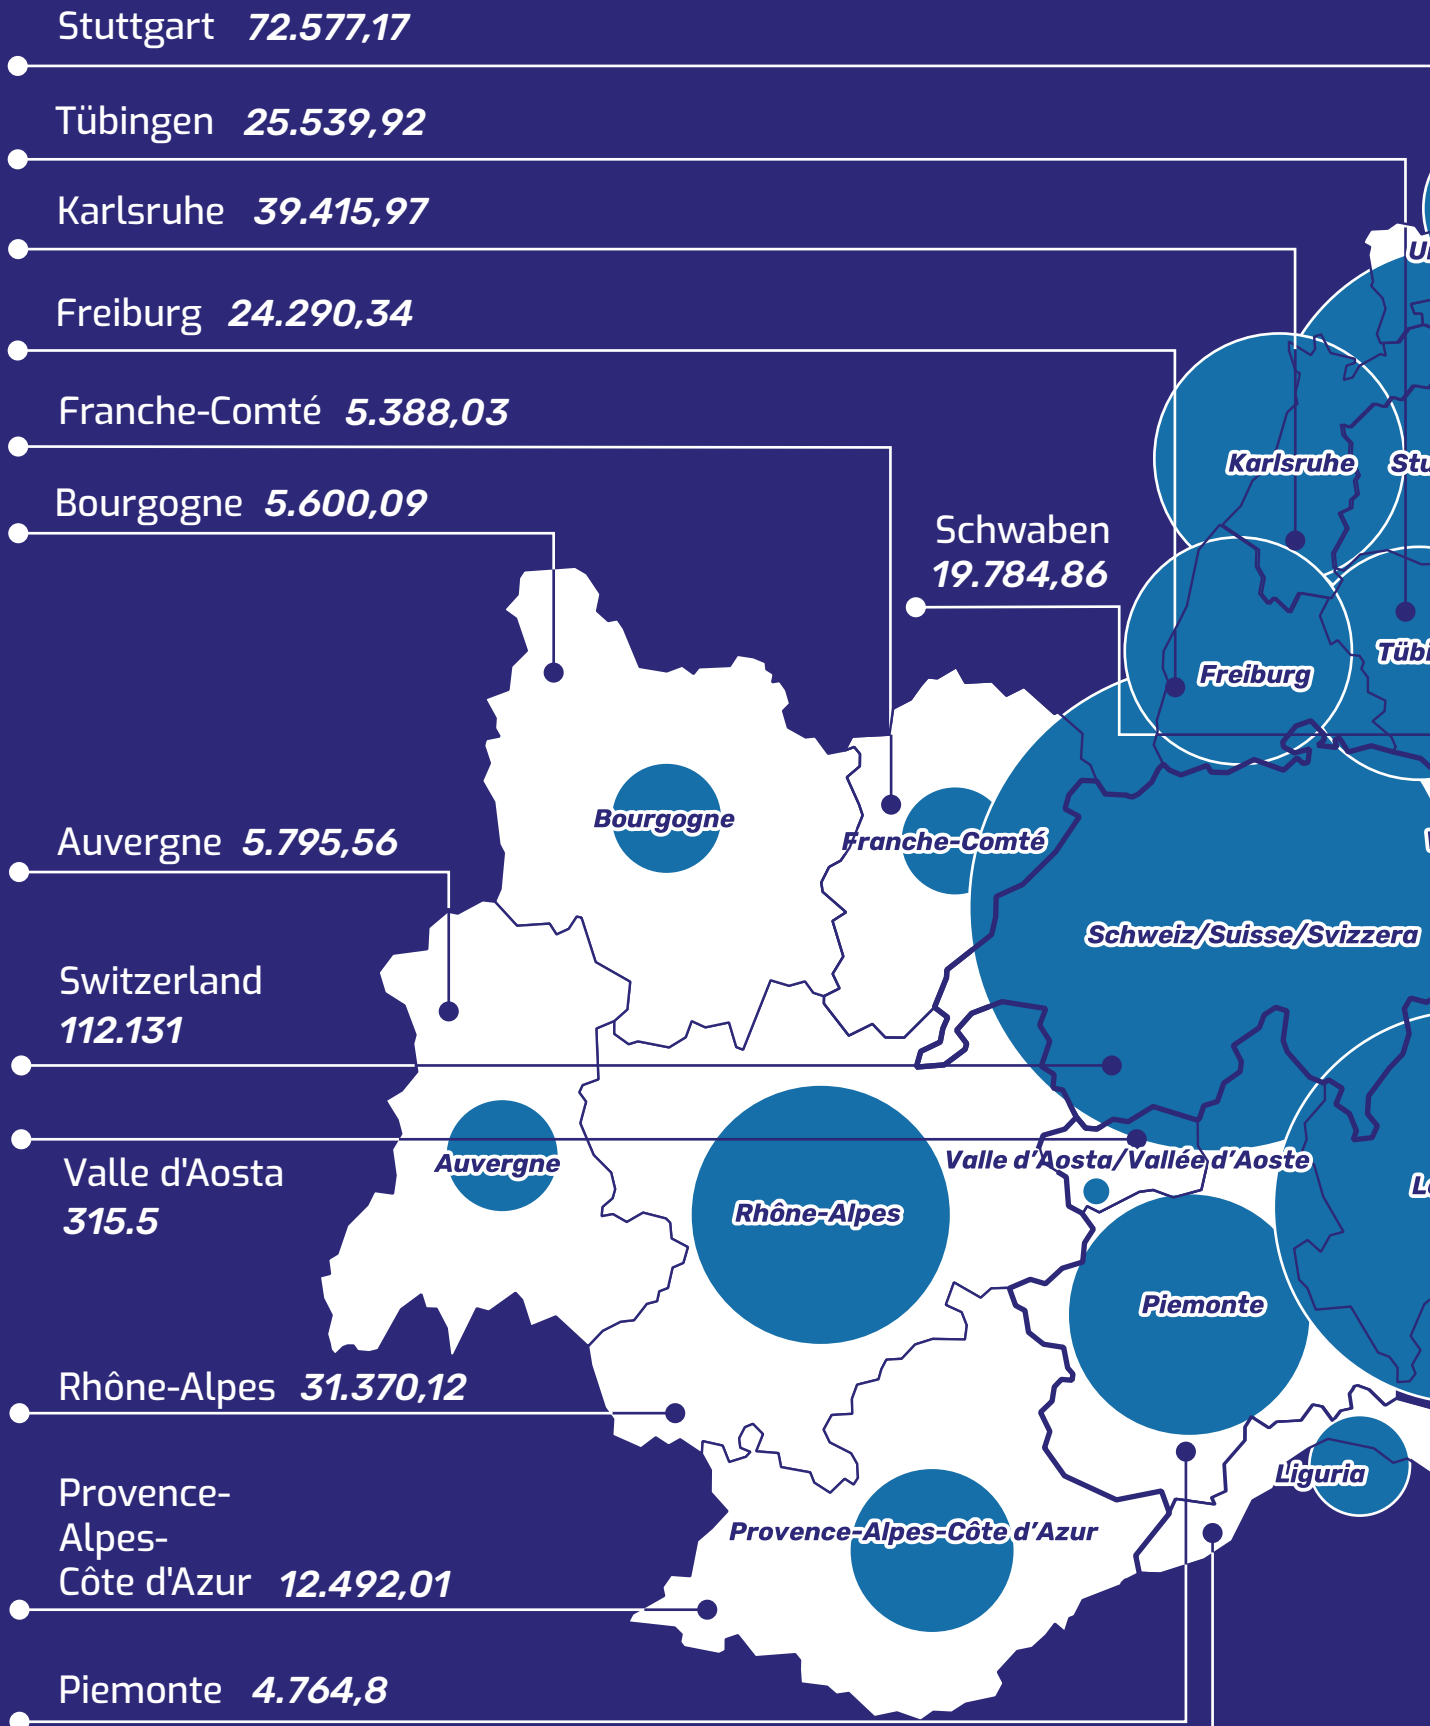 Stuttgart 72.577,17
Tübingen 25.539,92
Karlsruhe 39.415,97
Freiburg 24.290,34
Franche-Comté 5.388,03
Bourgogne 5.600,09
Schwaben
19.784,86
Karlsruhe
Freiburg
Bourgogne
Franche-Comté
Auvergne 5.795,56
Schweiz/Suisse/Svizzera
Switzerland
112.131
Valle d'Aosta
315.5
Auvergne
Valle d’Aosta/Vallée d’Aoste
Rhône-Alpes
Piemonte
Rhône-Alpes 31.370,12
Liguria
Provence-
Alpes-
Côte d'Azur 12.492,01
Provence-Alpes-Côte d’Azur
Piemonte 4.764,8